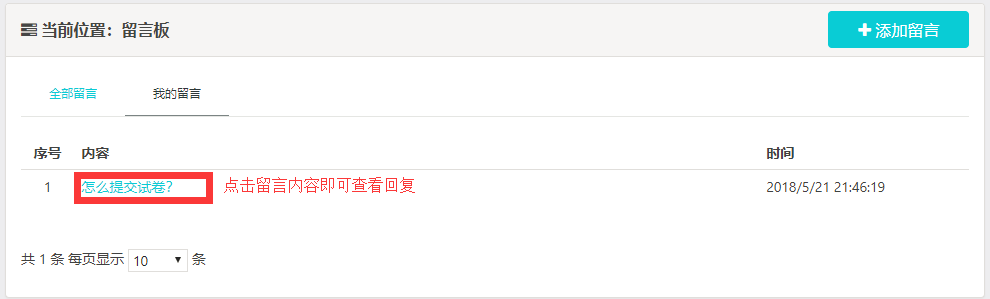 当前位置：留言板 添加留言
全部留言 我的留言
序号 内容 时间
1 怎么提交试卷? 点击留言内容即可查看回复 2018/5/21 21:46:19
共 1 条 每页显示 10 条